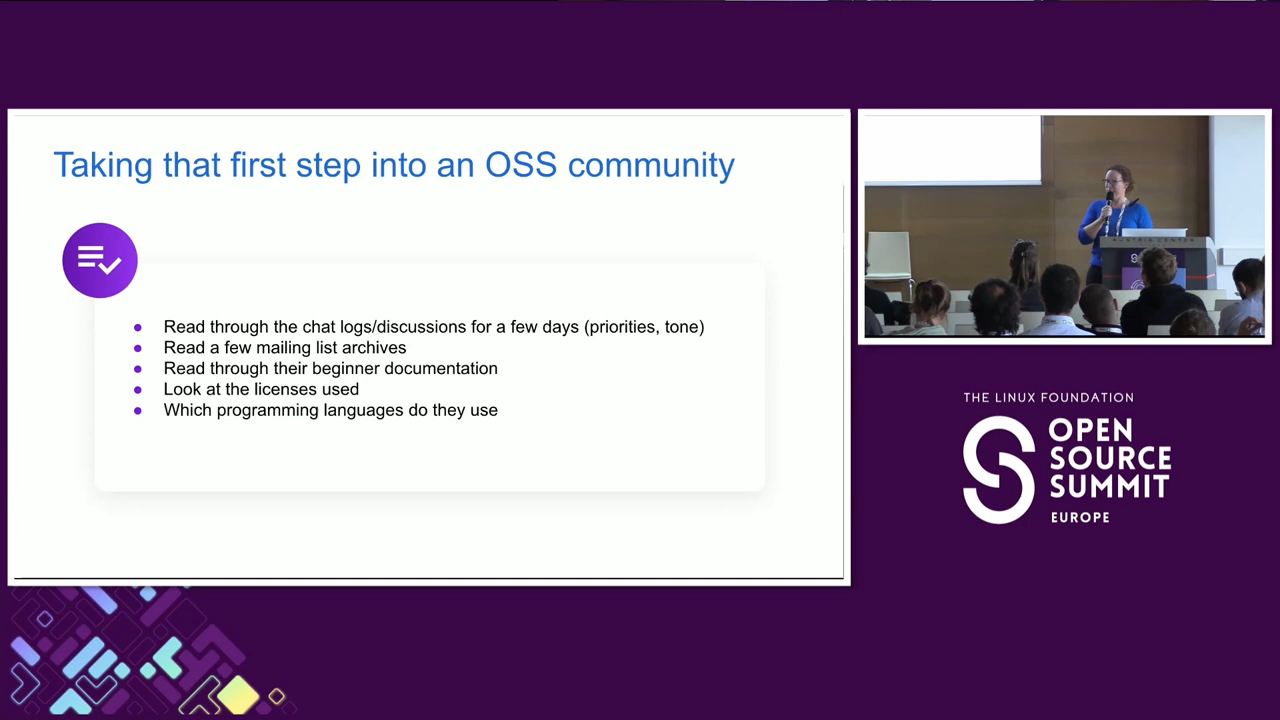 Taking that first step into an OSS community
Read through the chat logs/discussions for a few days (priorities, tone)
Read a few mailing list archives
Read through their beginner documentation
Look at the licenses used
Which programming languages do they use
AUSTRIA CENTER
THE LINUX FOUNDATION
OPEN
SOURCE
SUMMIT
EUROPE